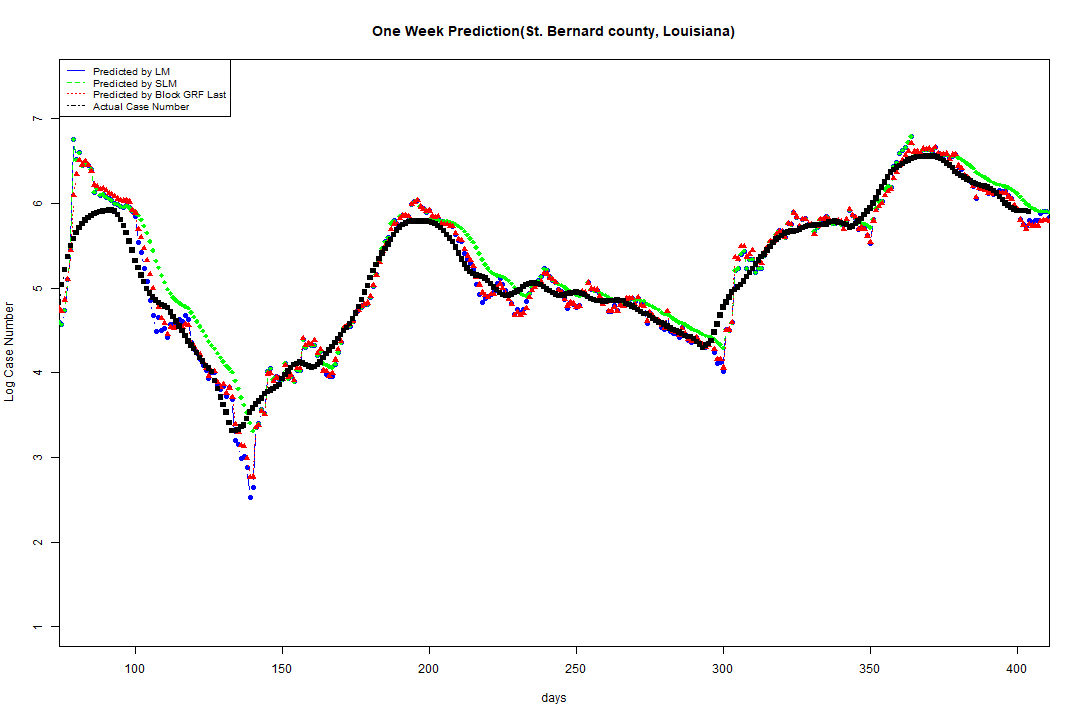 One Week Prediction(St. Bernard county, Louisiana)
Predicted by LM
Predicted by SLM
Predicted by Block GRF Last
Actual Case Number
7
6
5
4
3
2
1
Log Case Number
100 150 200 250 300 350 400
days